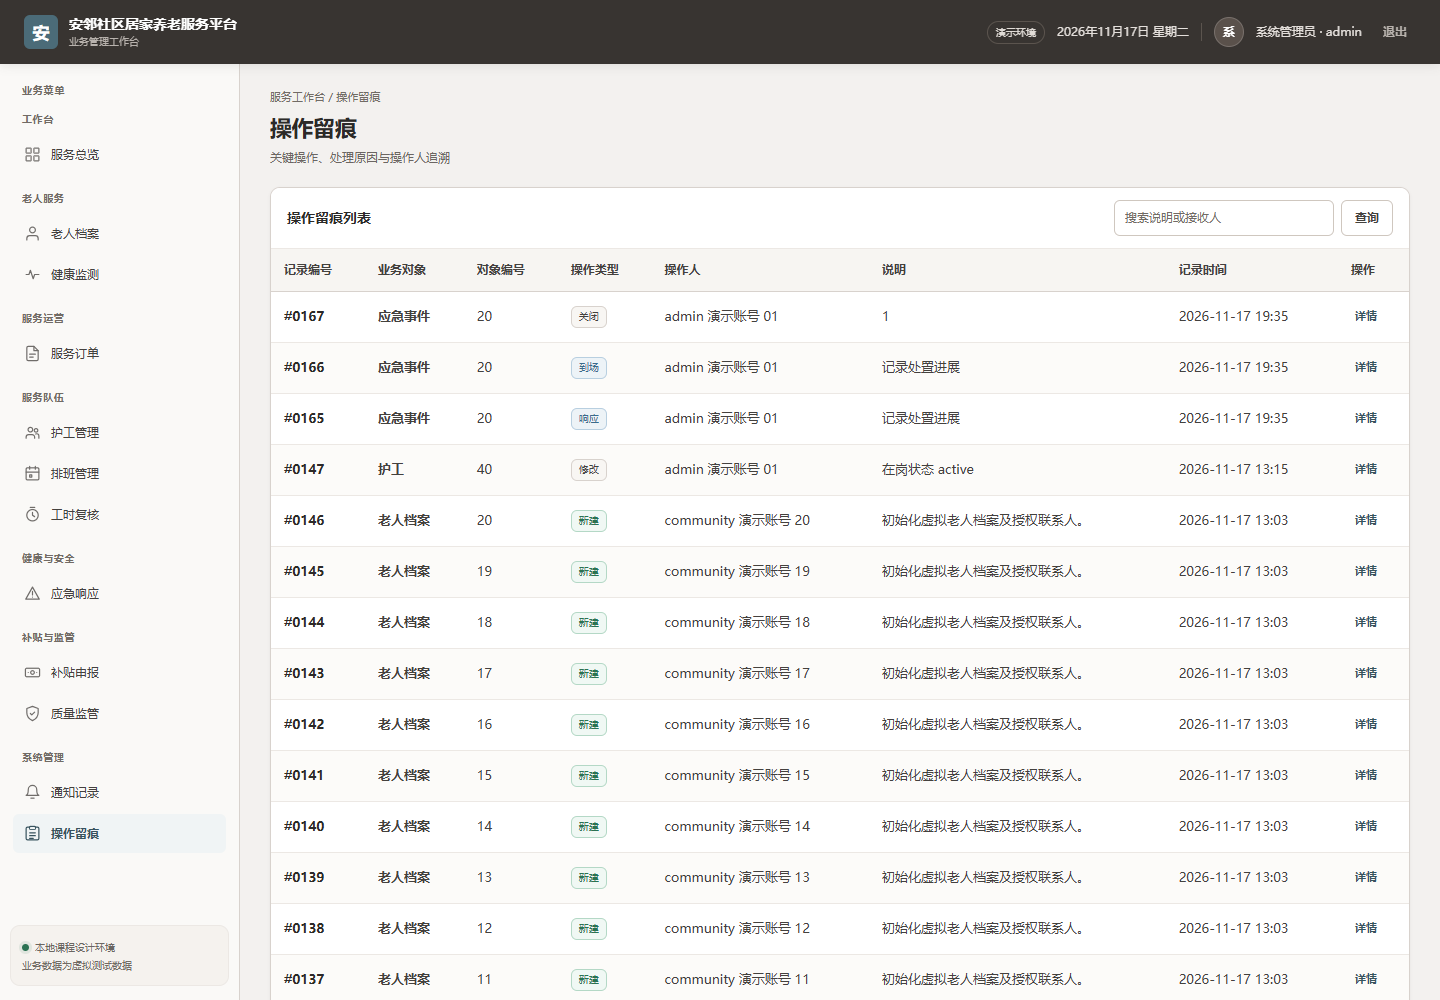 安
安邻社区居家养老服务平台
业务管理工作台
演示环境
2026年11月17日 星期二
系
系统管理员 · admin
退出
业务菜单
工作台
服务总览
老人服务
老人档案
健康监测
服务运营
服务订单
服务队伍
护工管理
排班管理
工时复核
健康与安全
应急响应
补贴与监管
补贴申报
质量监管
系统管理
通知记录
操作留痕
本地课程设计环境
业务数据为虚拟测试数据
服务工作台 / 操作留痕
操作留痕
关键操作、处理原因与操作人追溯
操作留痕列表
搜索说明或接收人
查询
记录编号 业务对象 对象编号 操作类型 操作人 说明 记录时间 操作
#0167 应急事件 20 关闭 admin 演示账号 01 1 2026-11-17 19:35 详情
#0166 应急事件 20 到场 admin 演示账号 01 记录处置进展 2026-11-17 19:35 详情
#0165 应急事件 20 响应 admin 演示账号 01 记录处置进展 2026-11-17 19:35 详情
#0147 护工 40 修改 admin 演示账号 01 在岗状态 active 2026-11-17 13:15 详情
#0146 老人档案 20 新建 community 演示账号 20 初始化虚拟老人档案及授权联系人。 2026-11-17 13:03 详情
#0145 老人档案 19 新建 community 演示账号 19 初始化虚拟老人档案及授权联系人。 2026-11-17 13:03 详情
#0144 老人档案 18 新建 community 演示账号 18 初始化虚拟老人档案及授权联系人。 2026-11-17 13:03 详情
#0143 老人档案 17 新建 community 演示账号 17 初始化虚拟老人档案及授权联系人。 2026-11-17 13:03 详情
#0142 老人档案 16 新建 community 演示账号 16 初始化虚拟老人档案及授权联系人。 2026-11-17 13:03 详情
#0141 老人档案 15 新建 community 演示账号 15 初始化虚拟老人档案及授权联系人。 2026-11-17 13:03 详情
#0140 老人档案 14 新建 community 演示账号 14 初始化虚拟老人档案及授权联系人。 2026-11-17 13:03 详情
#0139 老人档案 13 新建 community 演示账号 13 初始化虚拟老人档案及授权联系人。 2026-11-17 13:03 详情
#0138 老人档案 12 新建 community 演示账号 12 初始化虚拟老人档案及授权联系人。 2026-11-17 13:03 详情
#0137 老人档案 11 新建 community 演示账号 11 初始化虚拟老人档案及授权联系人。 2026-11-17 13:03 详情